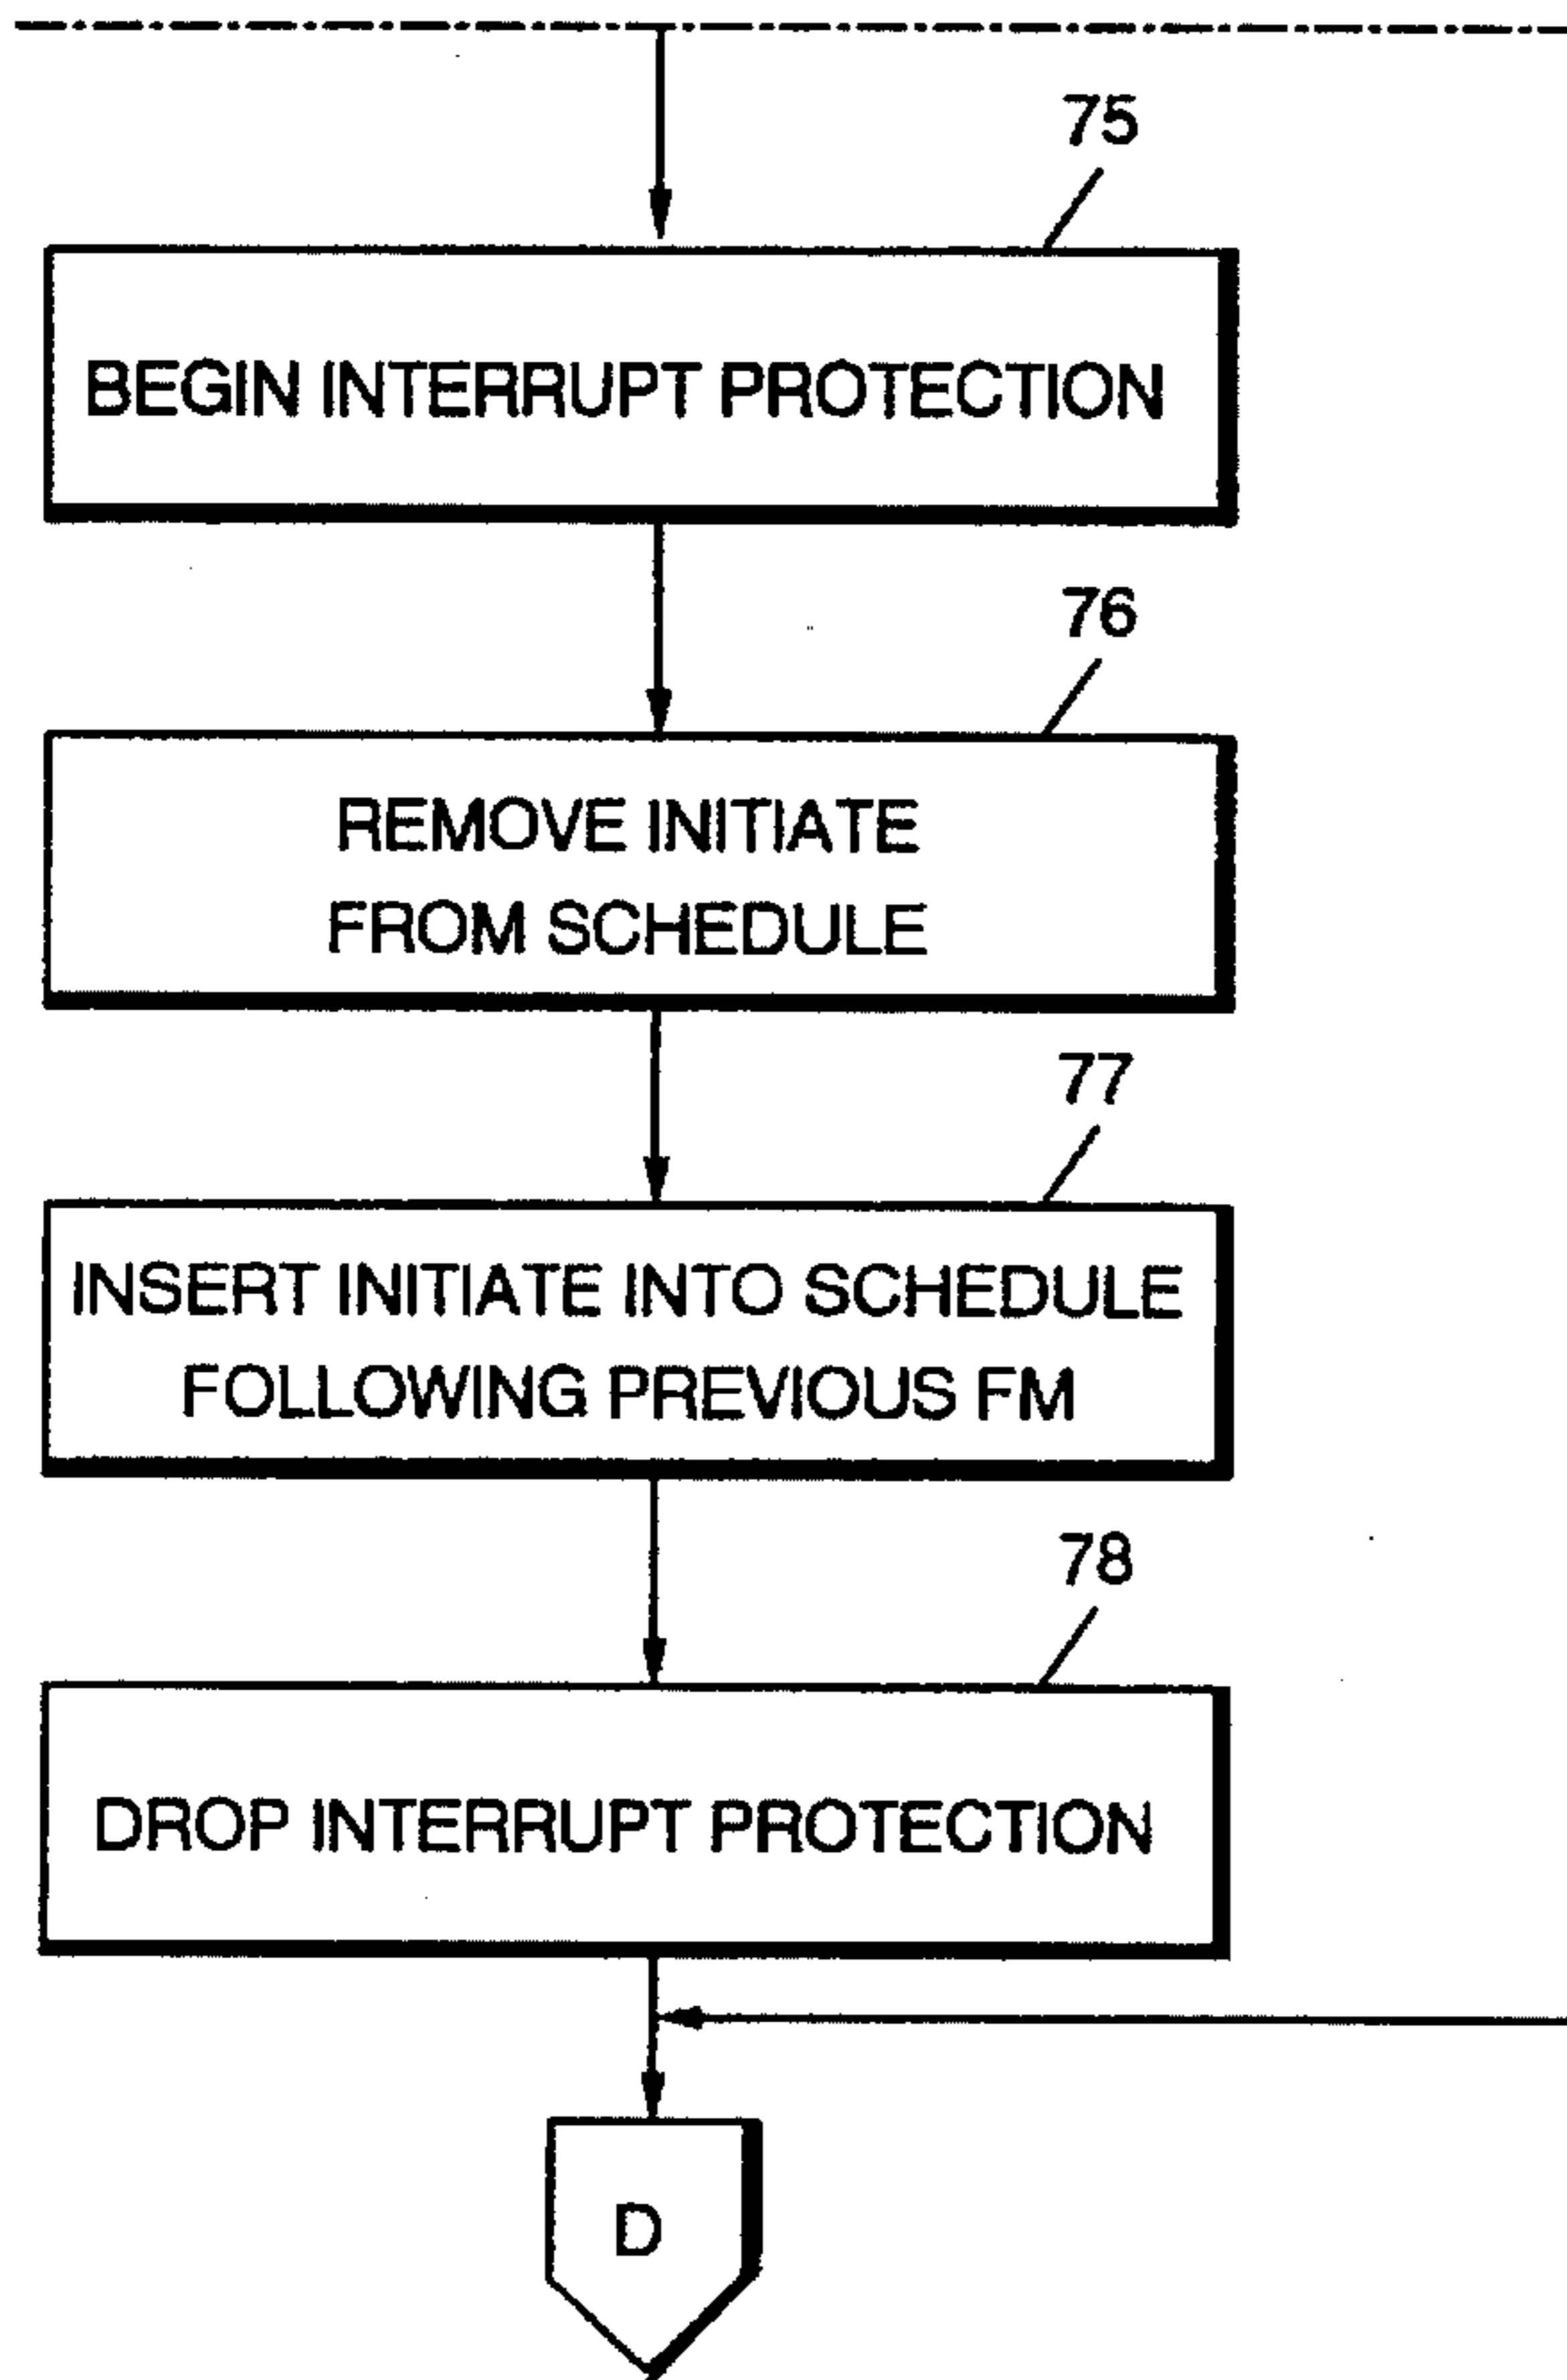 75
BEGIN INTERRUPT PROTECTION
76
REMOVE INITIATE
FROM SCHEDULE
77
INSERT INITIATE INTO SCHEDULE
FOLLOWING PREVIOUS FM
78
DROP INTERRUPT PROTECTION
D